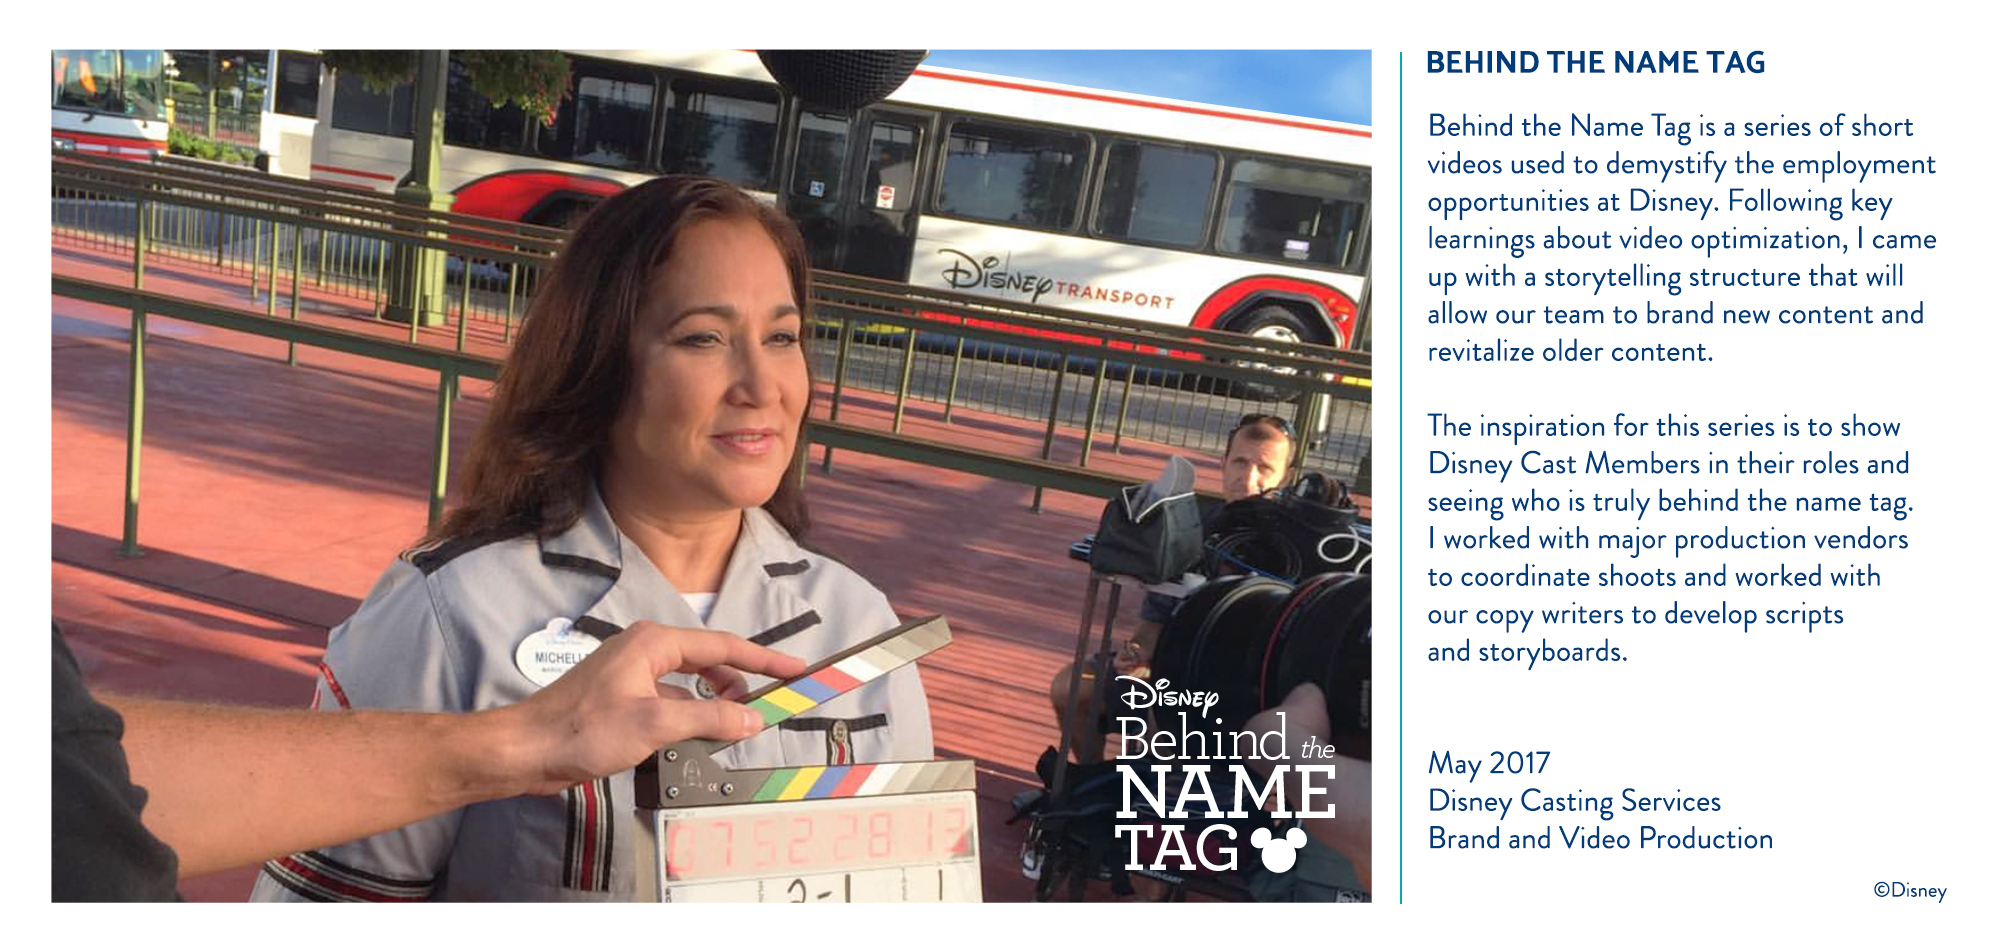 BEHIND THE NAME TAG
Behind the Name Tag is a series of short
videos used to demystify the employment
opportunities at Disney. Following key
learnings about video optimization, I came
up with a storytelling structure that will
allow our team to brand new content and
revitalize older content.
The inspiration for this series is to show
Disney Cast Members in their roles and
seeing who is truly behind the name tag.
I worked with major production vendors
to coordinate shoots and worked with
our copy writers to develop scripts
and storyboards.
May 2017
Disney Casting Services
Brand and Video Production
©Disney
Disney TRANSPORT
MICHELL
07522813
2-1 1
Disney
Behind the
NAME
TAG